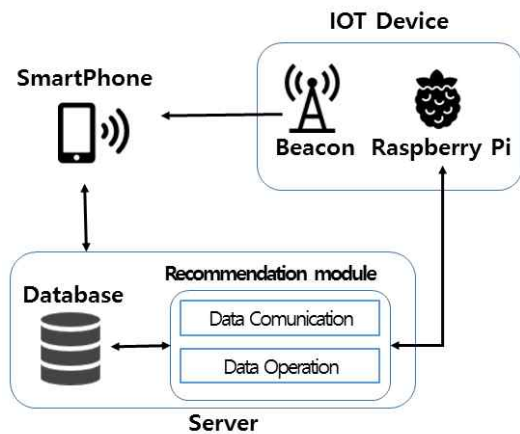 IOT Device
SmartPhone
Beacon
Raspberry Pi
Recommendation module
Database
Data Comunication
Data Operation
Server